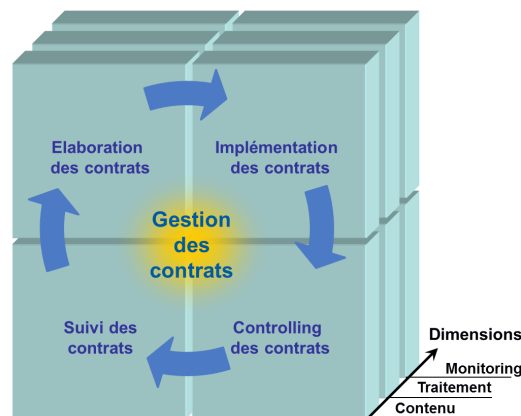 Elaboration
des contrats
Implémentation
des contrats
Gestion
des
contrats
Suivi des
contrats
Controlling
des contrats
Dimensions
Monitoring
Traitement
Contenu